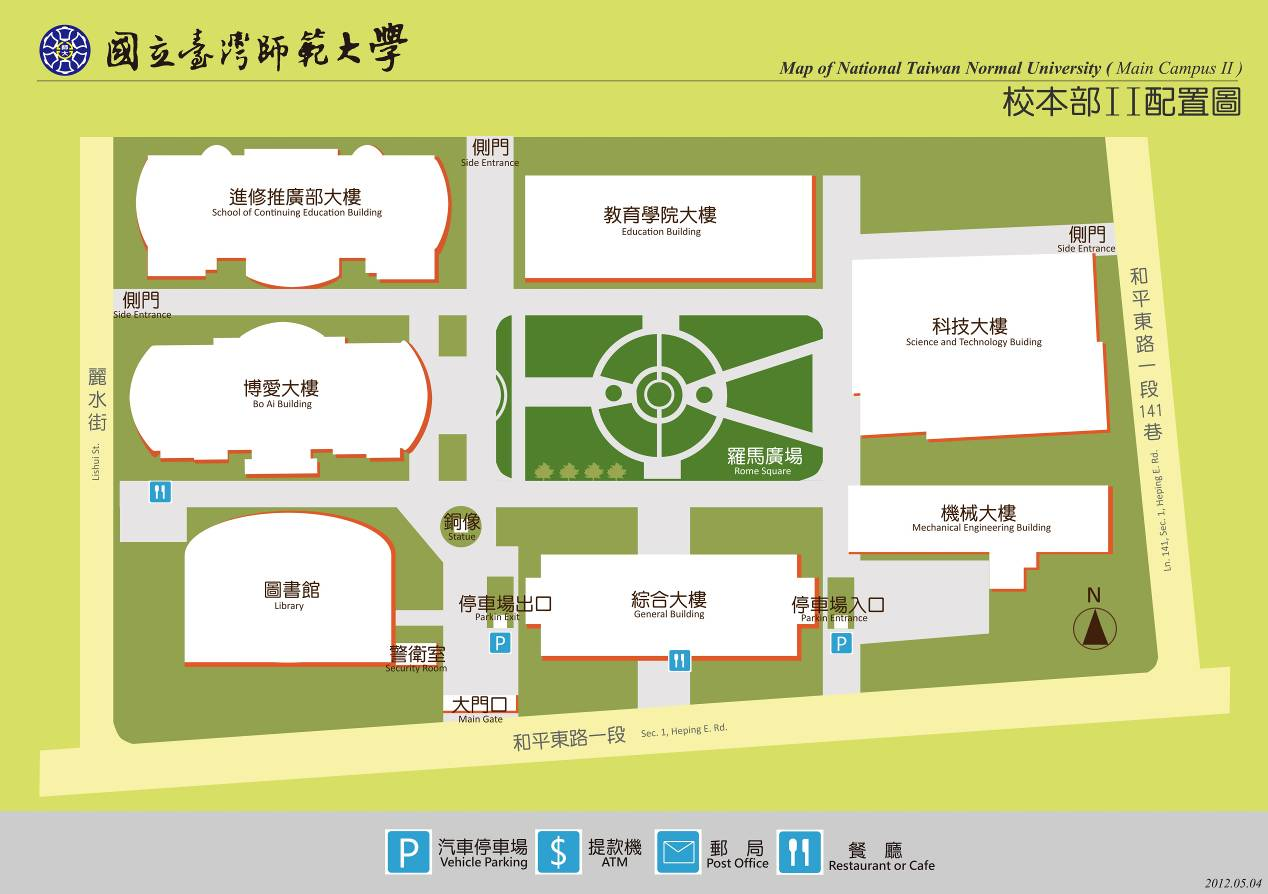 國立臺灣師範大學
Map of National Taiwan Normal University ( Main Campus II )
校本部II配置圖
側門
Side Entrance
進修推廣部大樓
School of Continuing Education Building
教育學院大樓
Education Building
側門
Side Entrance
側門
Side Entrance
科技大樓
Science and Technology Buiding
和平東路一段141巷
Ln. 141, Sec. 1, Heping E. Rd.
麗水街
Lishui St.
博愛大樓
Bo Ai Building
羅馬廣場
Rome Square
機械大樓
Mechanical Engineering Building
銅像
Statue
圖書館
Library
停車場出口
Parkin Exit
P
綜合大樓
General Building
停車場入口
Parkin Entrance
P
N
警衛室
Security Room
大門口
Main Gate
和平東路一段 Sec. 1, Heping E. Rd.
P 汽車停車場
Vehicle Parking
$ 提款機
ATM
郵局
Post Office
餐廳
Restaurant or Cafe
2012.05.04